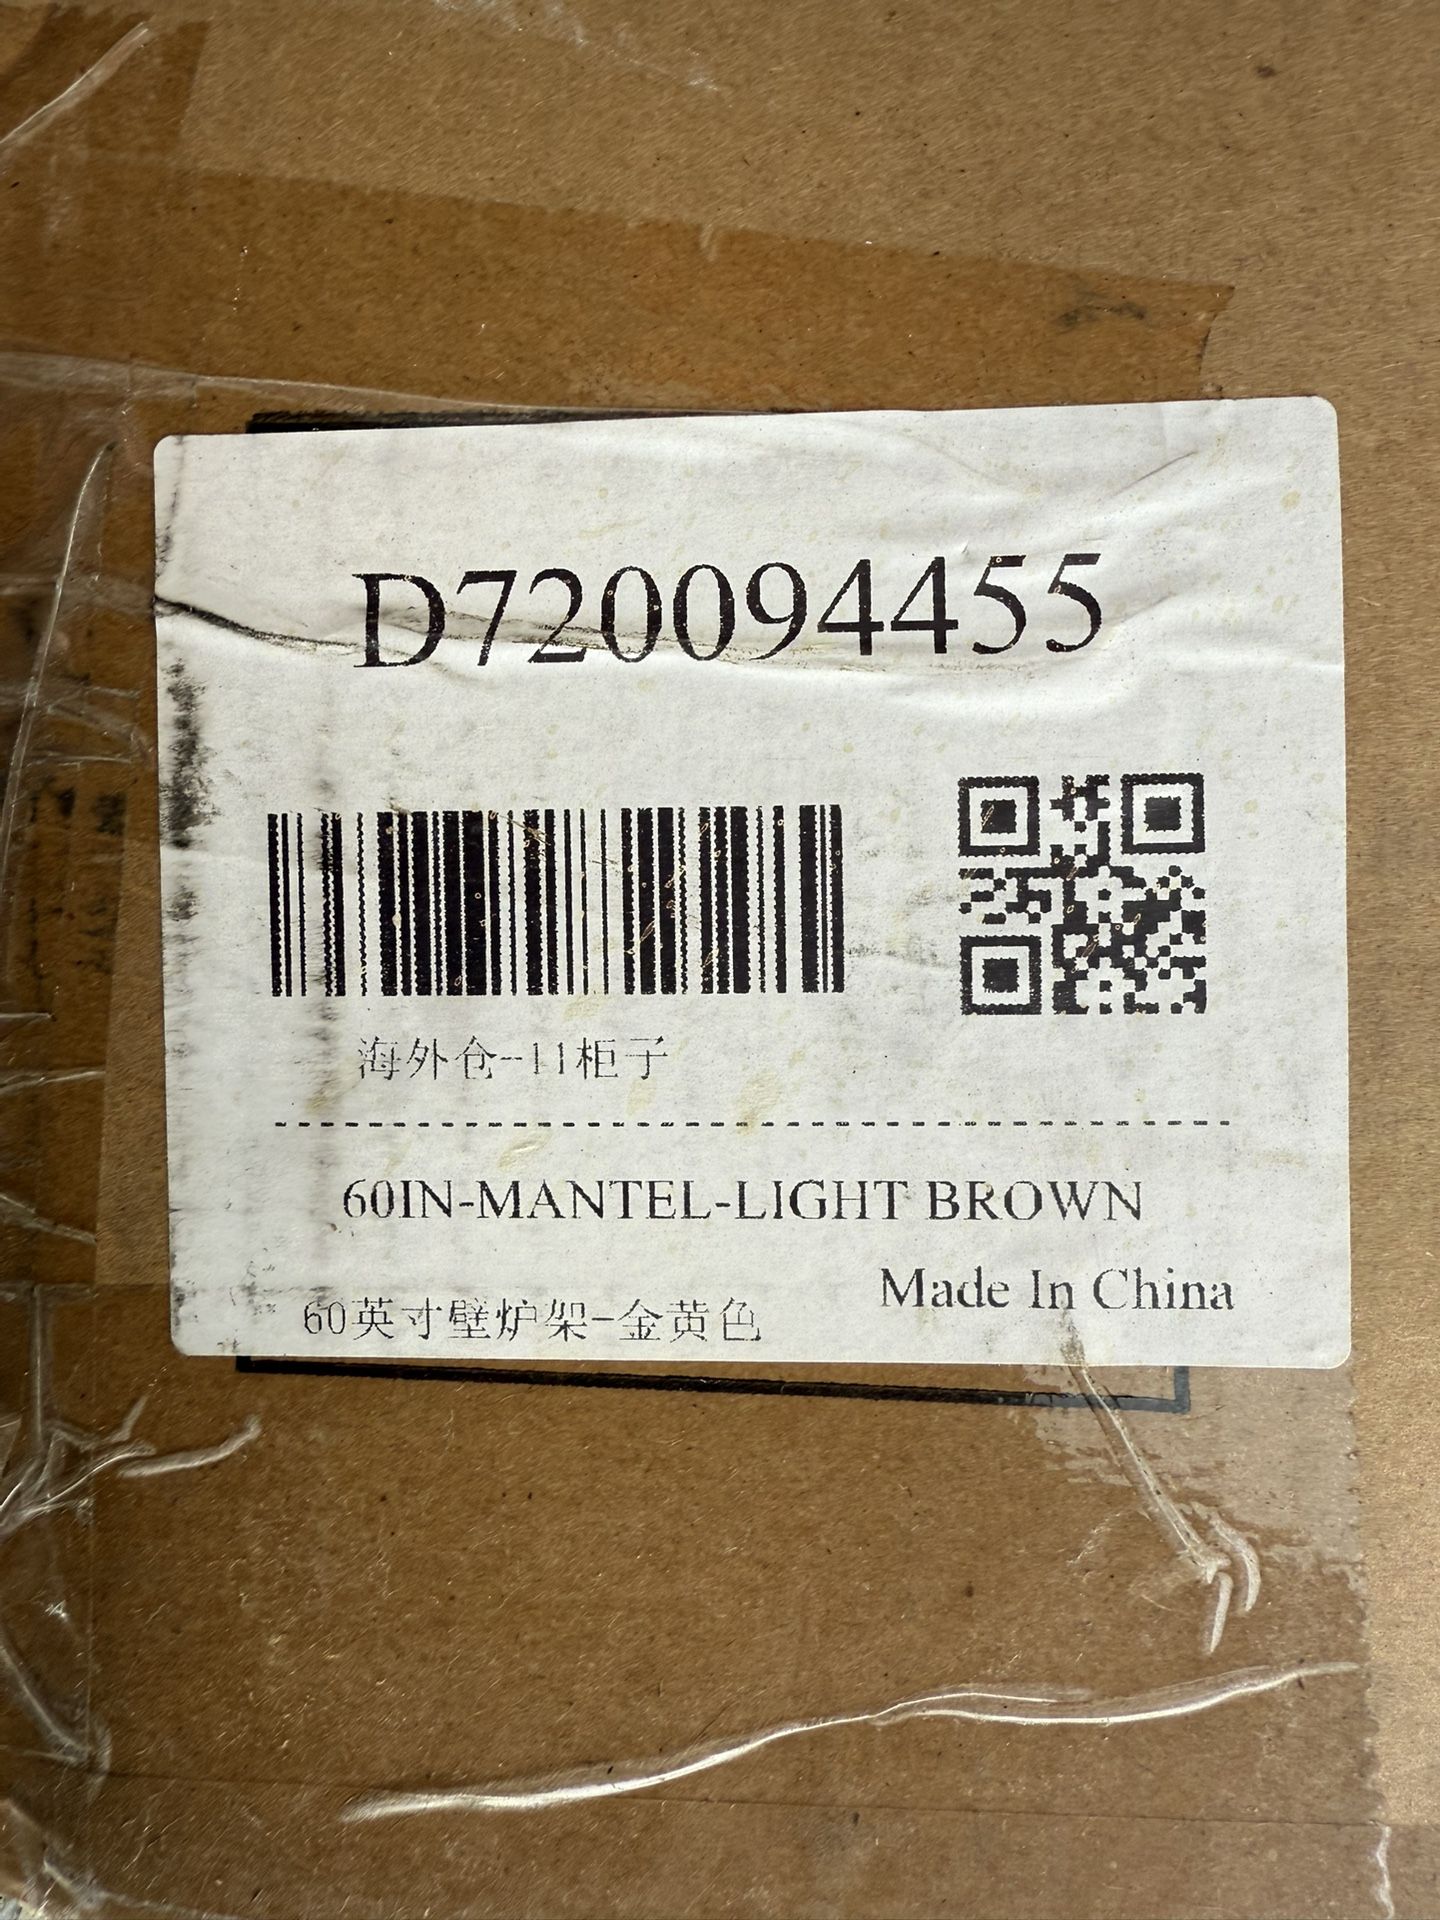 D720094455
海外仓-11柜子
60IN-MANTEL-LIGHT BROWN
Made In China
60英寸壁炉架-金黄色